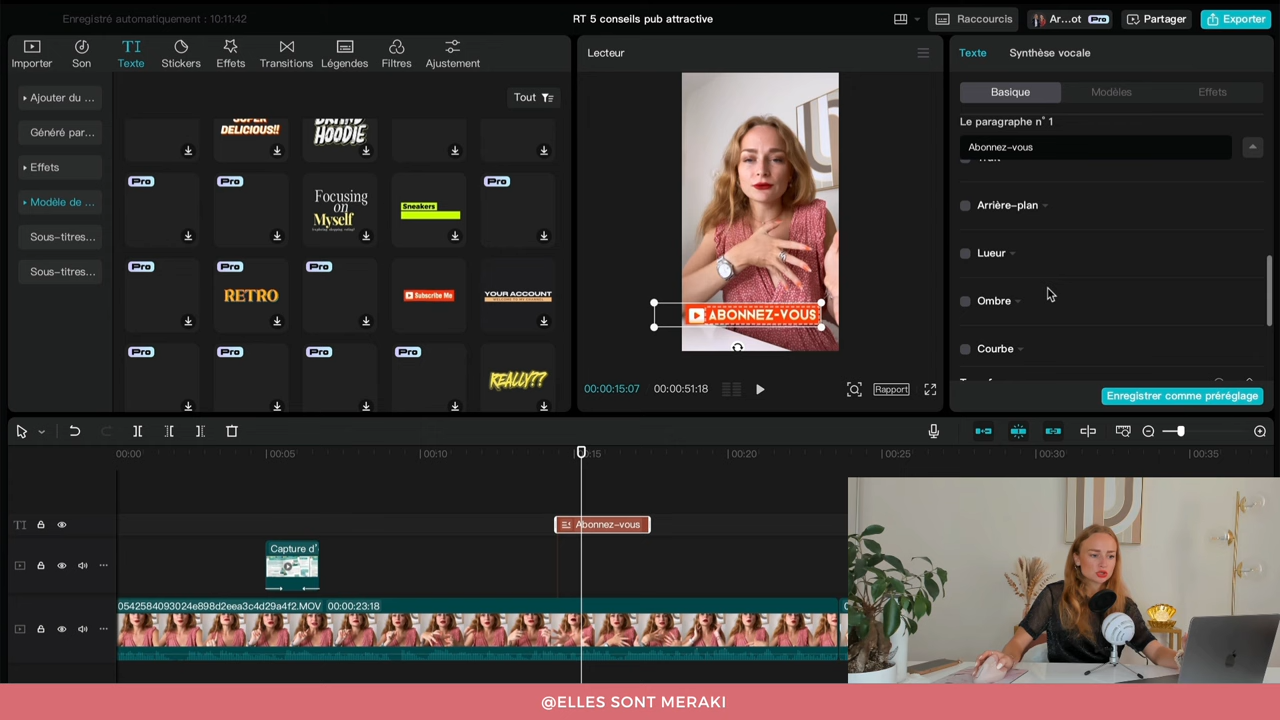 Enregistré automatiquement : 10:11:42
RT 5 conseils pub attractive
Raccourcis
Ar...ot Pro
Partager
Exporter
Importer
Son
TI
Texte
Stickers
Effets
Transitions
Légendes
Filtres
Ajustement
Lecteur
Texte
Synthèse vocale
Ajouter du ...
Tout
Basique
Modèles
Effets
Généré par...
SUPER
DELICIOUS!!
BRAND
HOODIE
Le paragraphe n° 1
Abonnez-vous
Effets
Modèle de ...
Sous-titres...
Sous-titres...
Pro
Pro
Focusing
on
Myself
Sneakers
Pro
Arrière-plan
Lueur
Pro
RETRO
Pro
Subscribe Me
YOUR ACCOUNT
Ombre
ABONNEZ-VOUS
Pro
Pro
Pro
Pro
REALLY??
Courbe
00:00:15:07
00:00:51:18
Rapport
Enregistrer comme préréglage
00:00
00:05
00:10
00:15
00:20
00:25
00:30
00:35
TI
Abonnez-vous
Capture d'
0542584093024e898d2eea3c4d29a4f2.MOV 00:00:23:18
@ELLES SONT MERAKI